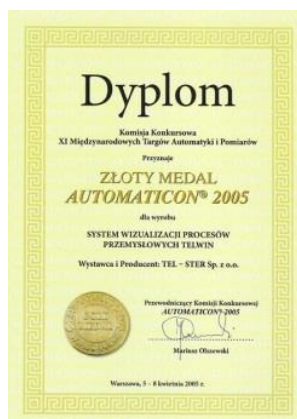 Dyplom
Komisja Konkursowa
XI Międzynarodowych Targów Automatyki i Pomiarów
Przyznaje
ZŁOTY MEDAL
AUTOMATICON® 2005
dla wyrobu
SYSTEM WIZUALIZACJI PROCESÓW
PRZEMYSŁOWYCH TELWIN
Wystawca i Producent: TEL – STER Sp. z o.o.
Przewodniczący Komisji Konkursowej
AUTOMATICON®2005
Mariusz Olszewski
Warszawa, 5 – 8 kwietnia 2005 r.